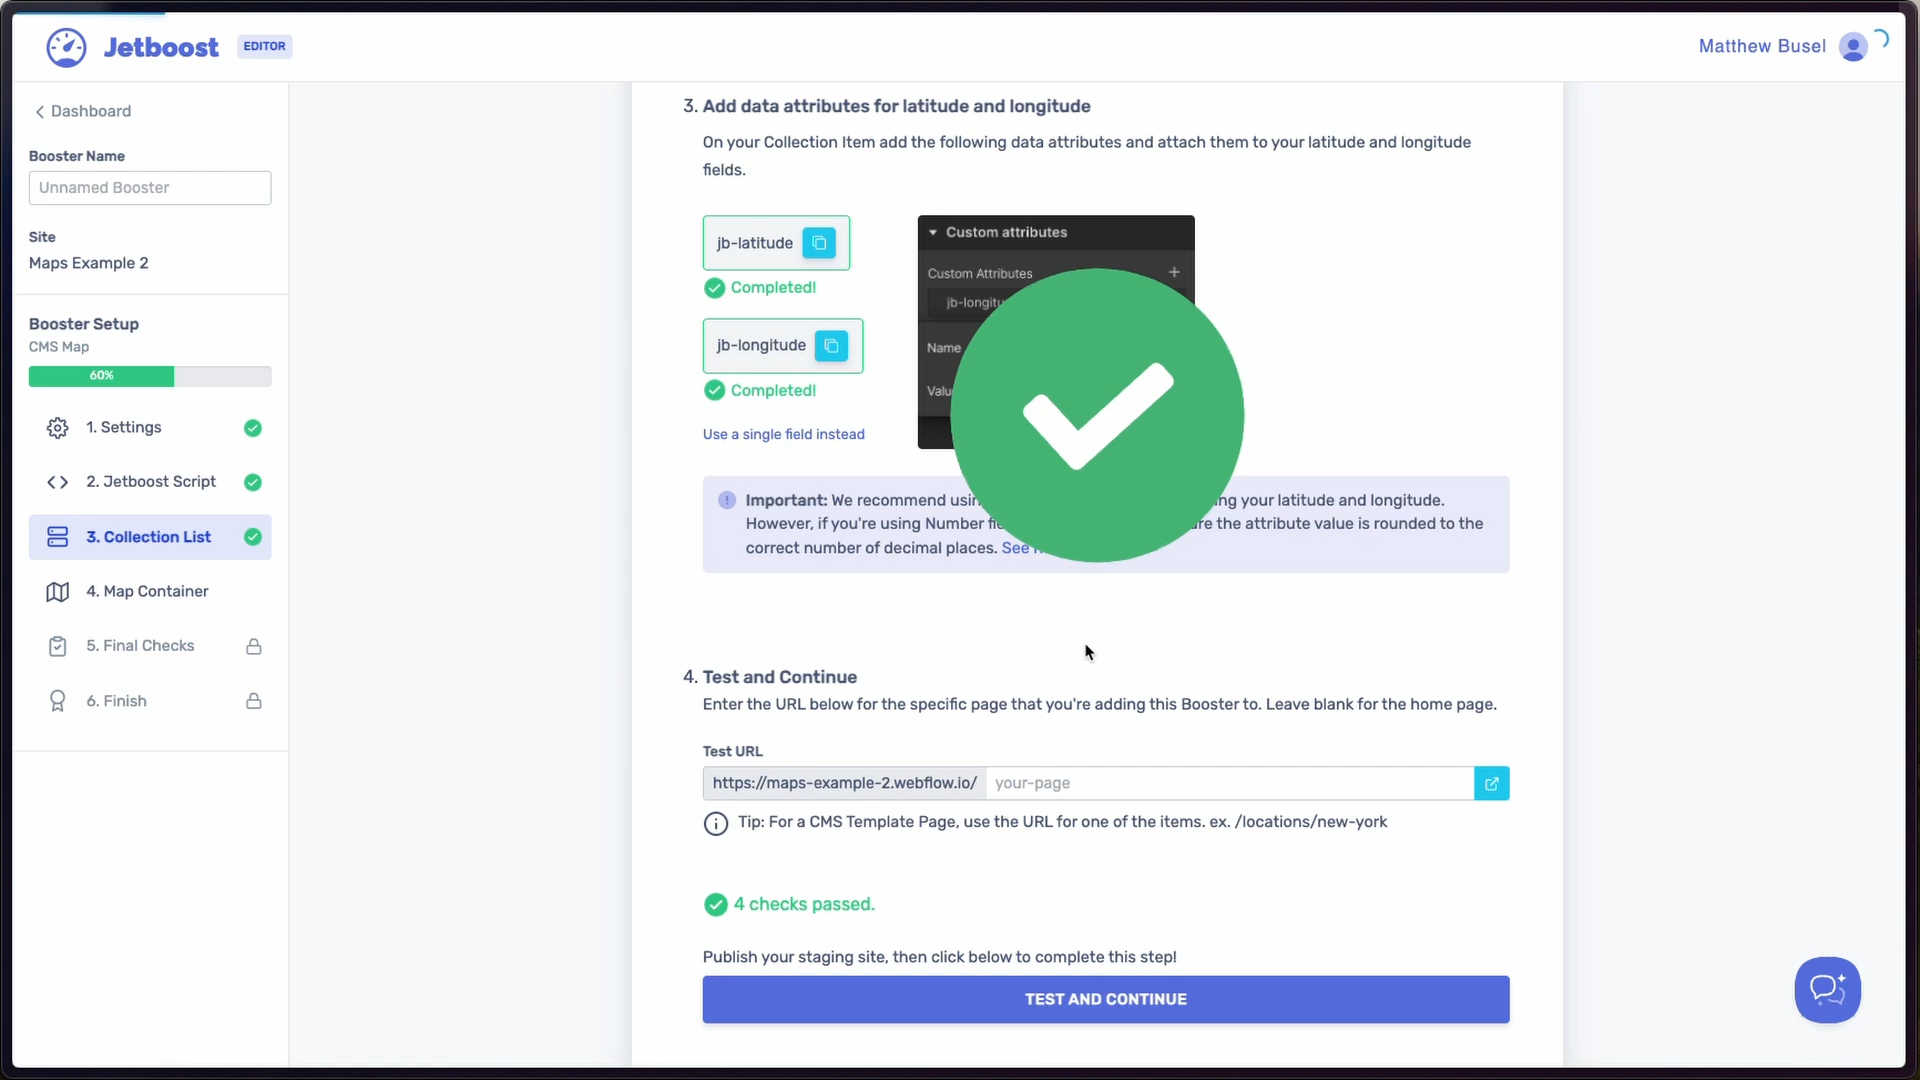 Jetboost EDITOR
Matthew Busel
Dashboard
Booster Name
Unnamed Booster
Site
Maps Example 2
Booster Setup
CMS Map
60%
1. Settings
2. Jetboost Script
3. Collection List
4. Map Container
5. Final Checks
6. Finish
3. Add data attributes for latitude and longitude
On your Collection Item add the following data attributes and attach them to your latitude and longitude
fields.
jb-latitude
Completed!
jb-longitude
Completed!
Use a single field instead
Custom attributes
Custom Attributes +
Name
Important: We recommend your latitude and longitude.
However, if you're using Number the attribute value is rounded to the
correct number of decimal places. See
4. Test and Continue
Enter the URL below for the specific page that you're adding this Booster to. Leave blank for the home page.
Test URL
https://maps-example-2.webflow.io/ your-page
Tip: For a CMS Template Page, use the URL for one of the items. ex. /locations/new-york
4 checks passed.
Publish your staging site, then click below to complete this step!
TEST AND CONTINUE